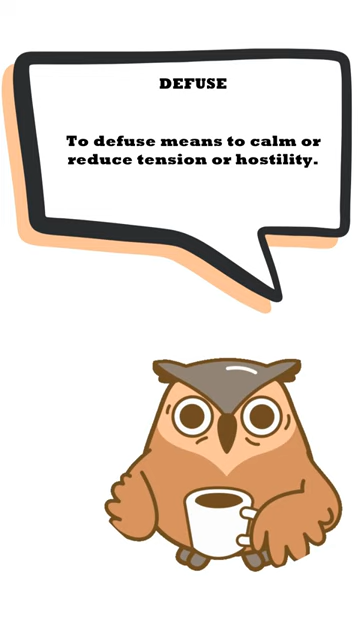 DEFUSE
To defuse means to calm or
reduce tension or hostility.